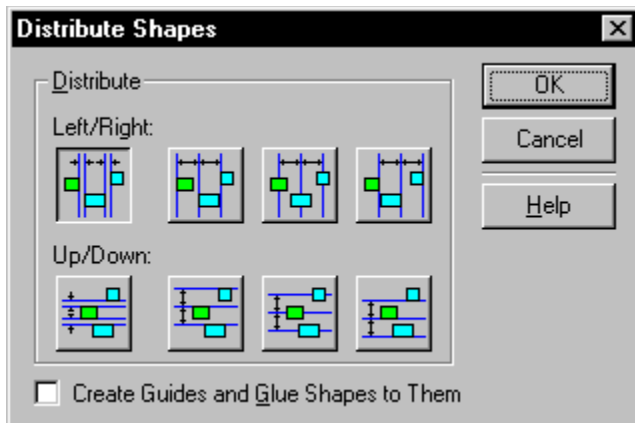 Distribute Shapes
Distribute
Left/Right:
Up/Down:
Create Guides and Glue Shapes to Them
OK
Cancel
Help